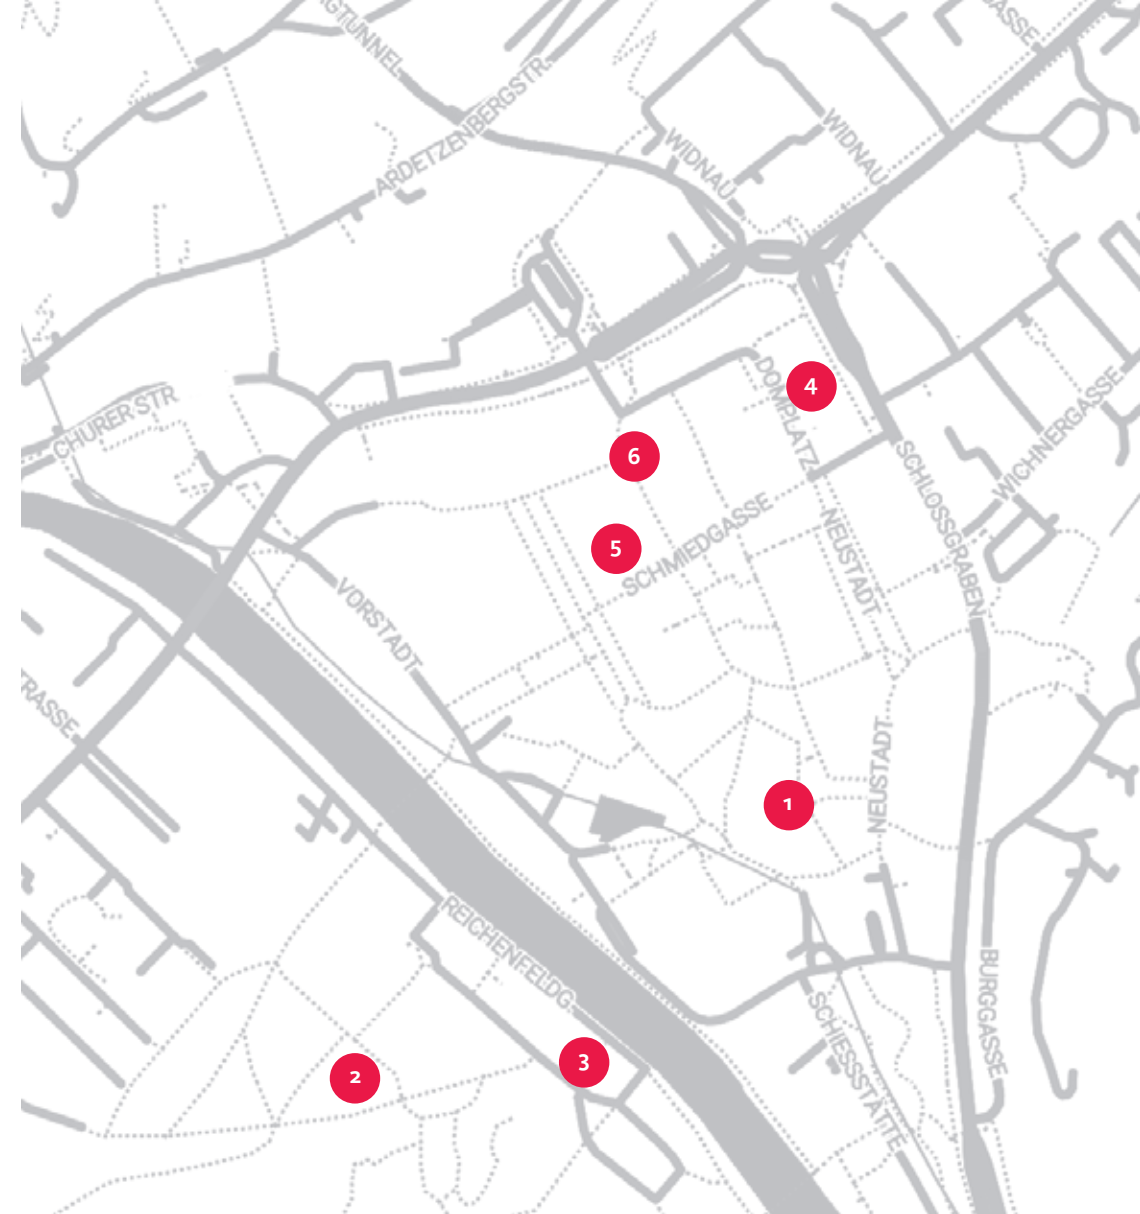 GTUNNEL
GASSE
ARDETZENBERGSTR
WIDNAU
WIDNAU
CHURER STR
DOMPLATZ
4
6
WICHNERGASSE
SCHLOSSGRABEN
5
SCHMIEDGASSE
NEUSTADT
VORSTADT
TRASSE
NEUSTADT
1
REICHENFELDG.
BURGGASSE
SCHIESSSTÄTTE
3
2